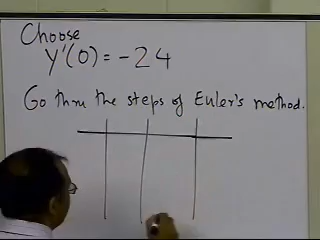 Choose
y'(0) = -24
Go thru the steps of Euler's method.